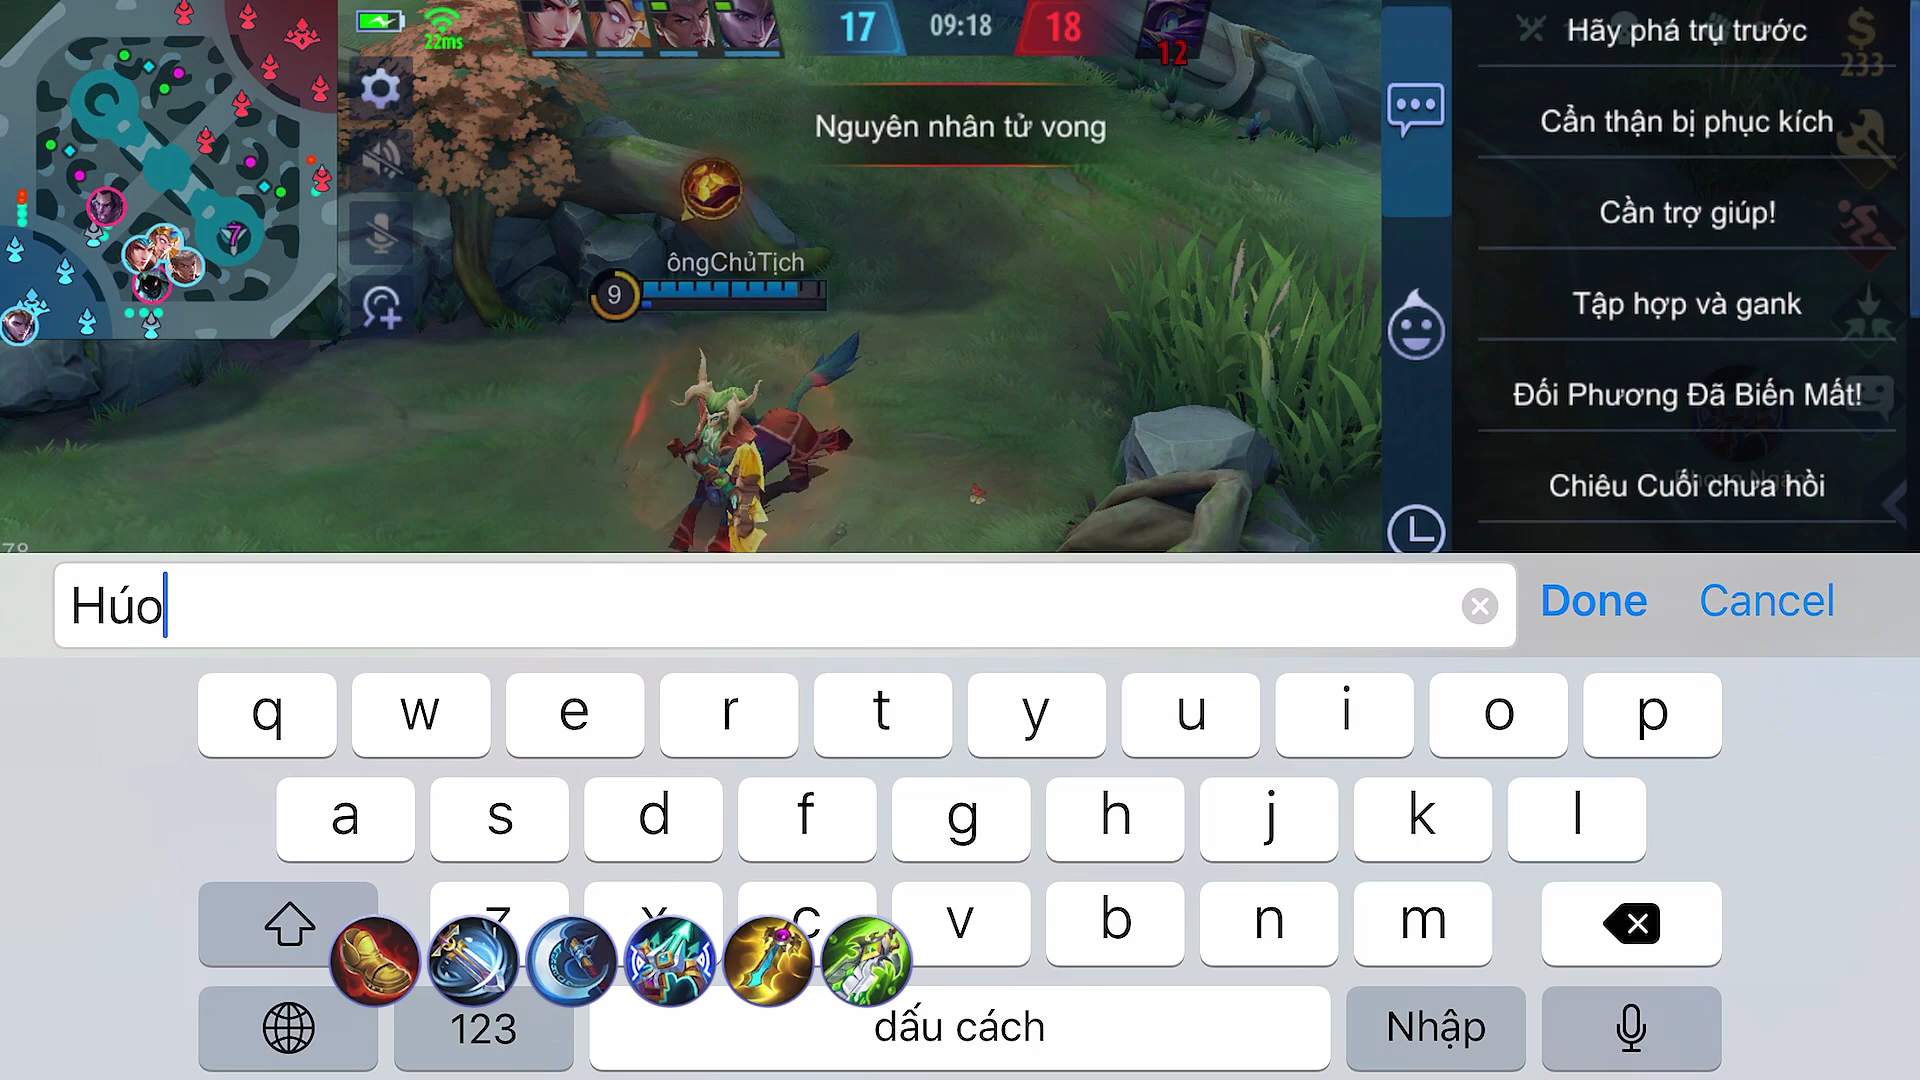 22ms
17
09:18
18
12
7
Nguyên nhân tử vong
ôngChủTịch
9
Hãy phá trụ trước
233
Cẩn thận bị phục kích
Cần trợ giúp!
Tập hợp và gank
Đối Phương Đã Biến Mất!
Chiêu Cuối chưa hồi
Húo
Done
Cancel
q w e r t y u i o p
a s d f g h j k l
z x c v b n m
123
dấu cách
Nhập